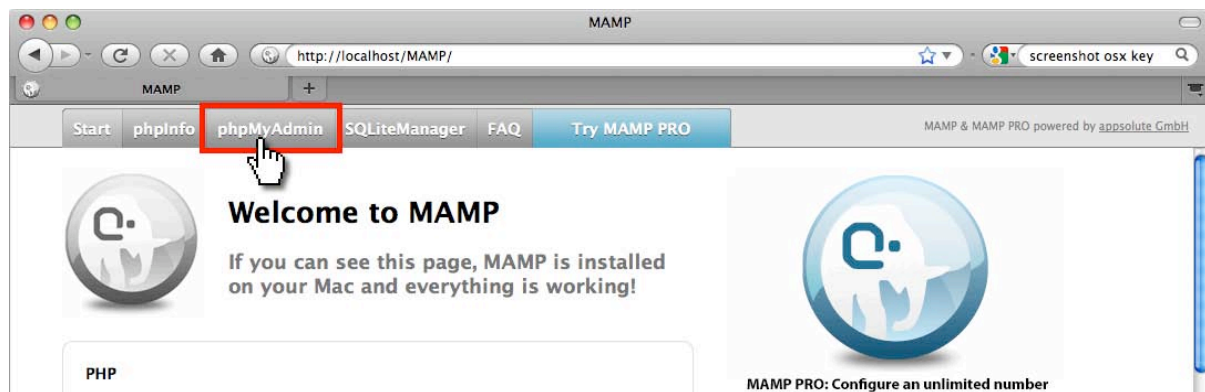 MAMP
http://localhost/MAMP/
screenshot osx key
MAMP
+
Start phpInfo phpMyAdmin SQLiteManager FAQ Try MAMP PRO
MAMP & MAMP PRO powered by appsolute GmbH
Welcome to MAMP
If you can see this page, MAMP is installed
on your Mac and everything is working!
PHP
MAMP PRO: Configure an unlimited number